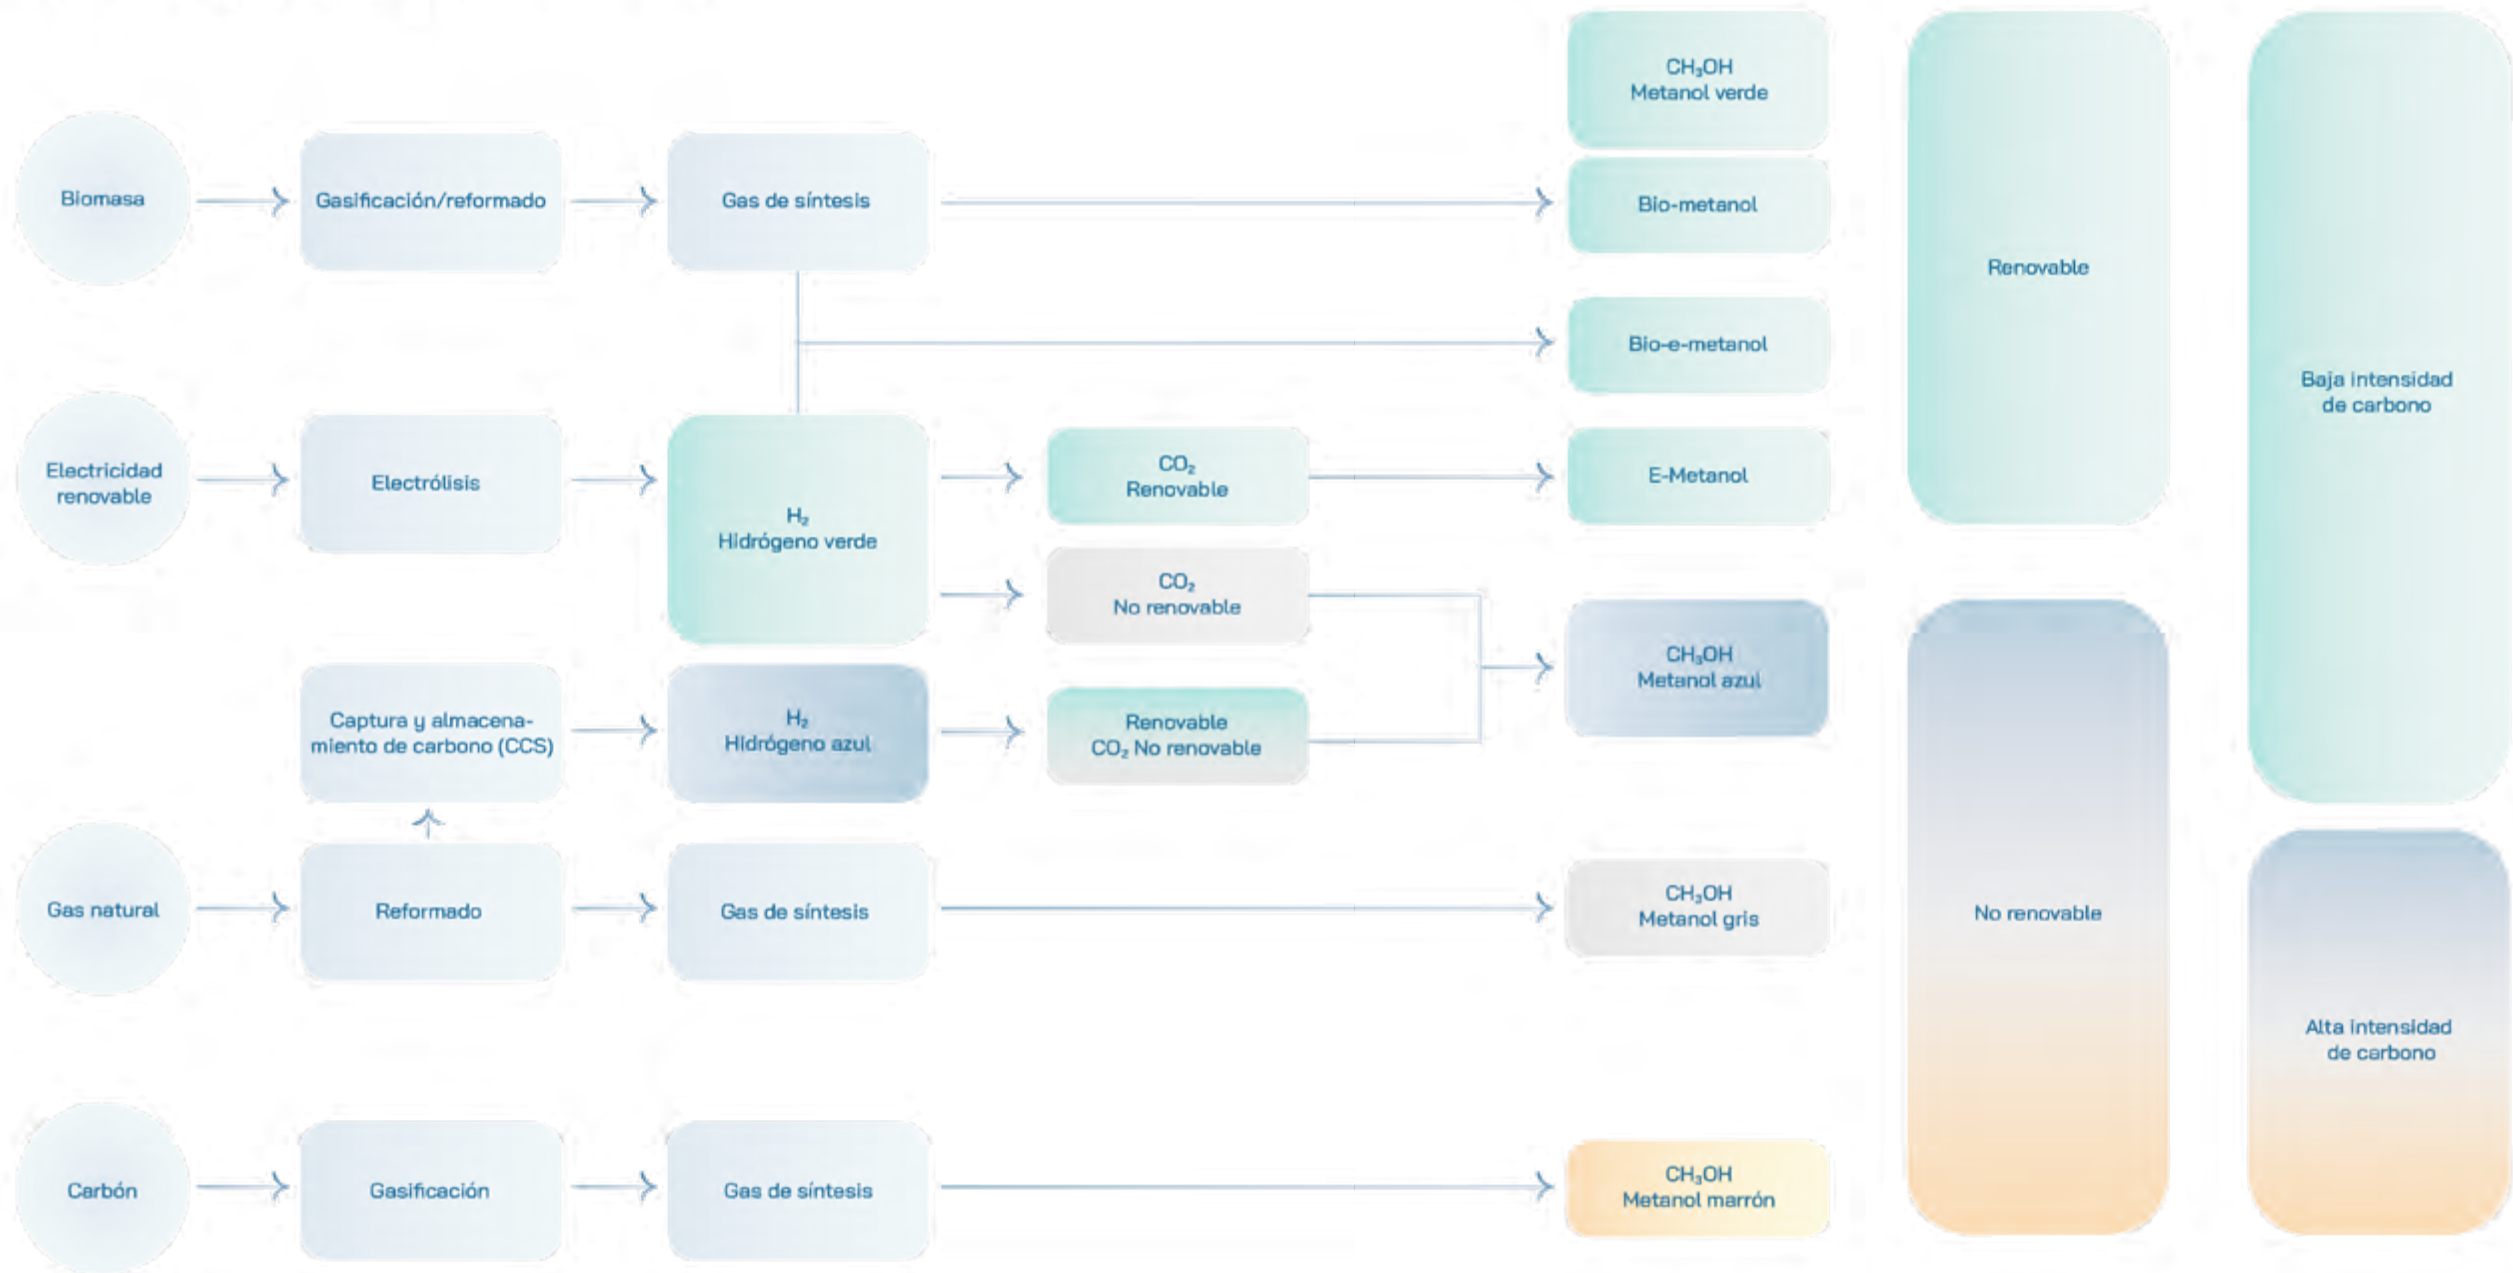 CH₃OH
Metanol verde
Biomasa
Gasificación/reformado
Gas de síntesis
Bio-metanol
Renovable
Bio-e-metanol
Baja intensidad
de carbono
Electricidad
renovable
Electrólisis
H₂
Hidrógeno verde
CO₂
Renovable
E-Metanol
CO₂
No renovable
CH₃OH
Metanol azul
Captura y almacena-
miento de carbono (CCS)
H₂
Hidrógeno azul
Renovable
CO₂ No renovable
Gas natural
Reformado
Gas de síntesis
CH₃OH
Metanol gris
No renovable
Alta intensidad
de carbono
Carbón
Gasificación
Gas de síntesis
CH₃OH
Metanol marrón